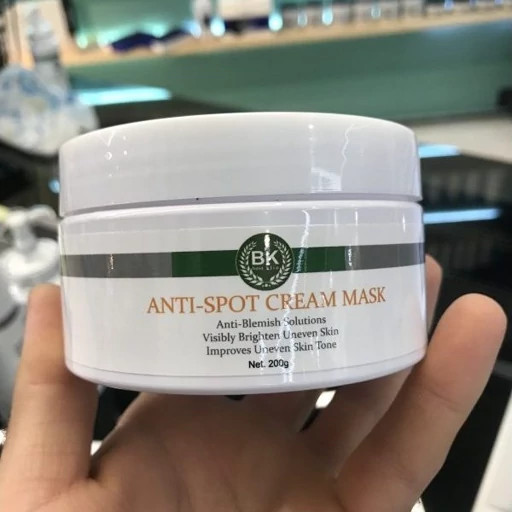 BK
ANTI-SPOT CREAM MASK
Anti-Blemish Solutions
Visibly Brighten Uneven Skin
Improves Uneven Skin Tone
Net. 200g